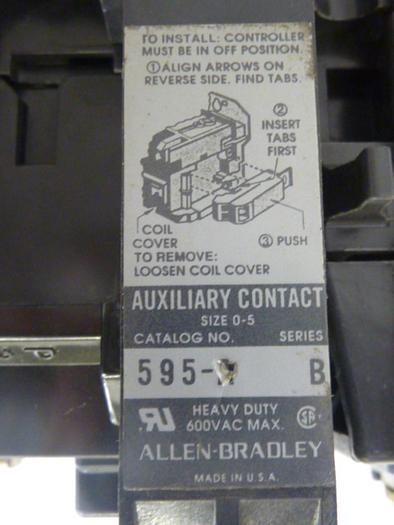 TO INSTALL: CONTROLLER
MUST BE IN OFF POSITION.
①ALIGN ARROWS ON
REVERSE SIDE. FIND TABS.
②
INSERT
TABS
FIRST
COIL
COVER
③ PUSH
TO REMOVE:
LOOSEN COIL COVER
AUXILIARY CONTACT
SIZE 0-5
CATALOG NO. SERIES
595- B
HEAVY DUTY
600VAC MAX.
ALLEN-BRADLEY
MADE IN U.S.A.